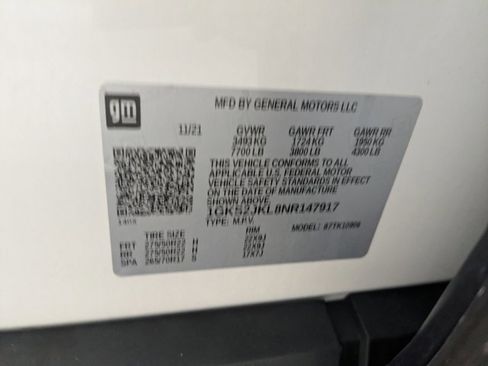 gm
MFD BY GENERAL MOTORS LLC
11/21 GVWR GAWR FRT GAWR RR
3493 KG 1724 KG 1950 KG
7700 LB 3800 LB 4300 LB
THIS VEHICLE CONFORMS TO ALL
APPLICABLE U.S. FEDERAL MOTOR
VEHICLE SAFETY STANDARDS IN EFFECT
ON THE DATE OF MANUFACTURE
SHOWN ABOVE.
1GKS2JKL8NR147917
TYPE: M.P.V. MODEL:
TIRE SIZE RIM
FRT 275/50R22 H 22X9J
RR 275/50R22 H 22X9J
SPA 265/70R17 S 17X7J